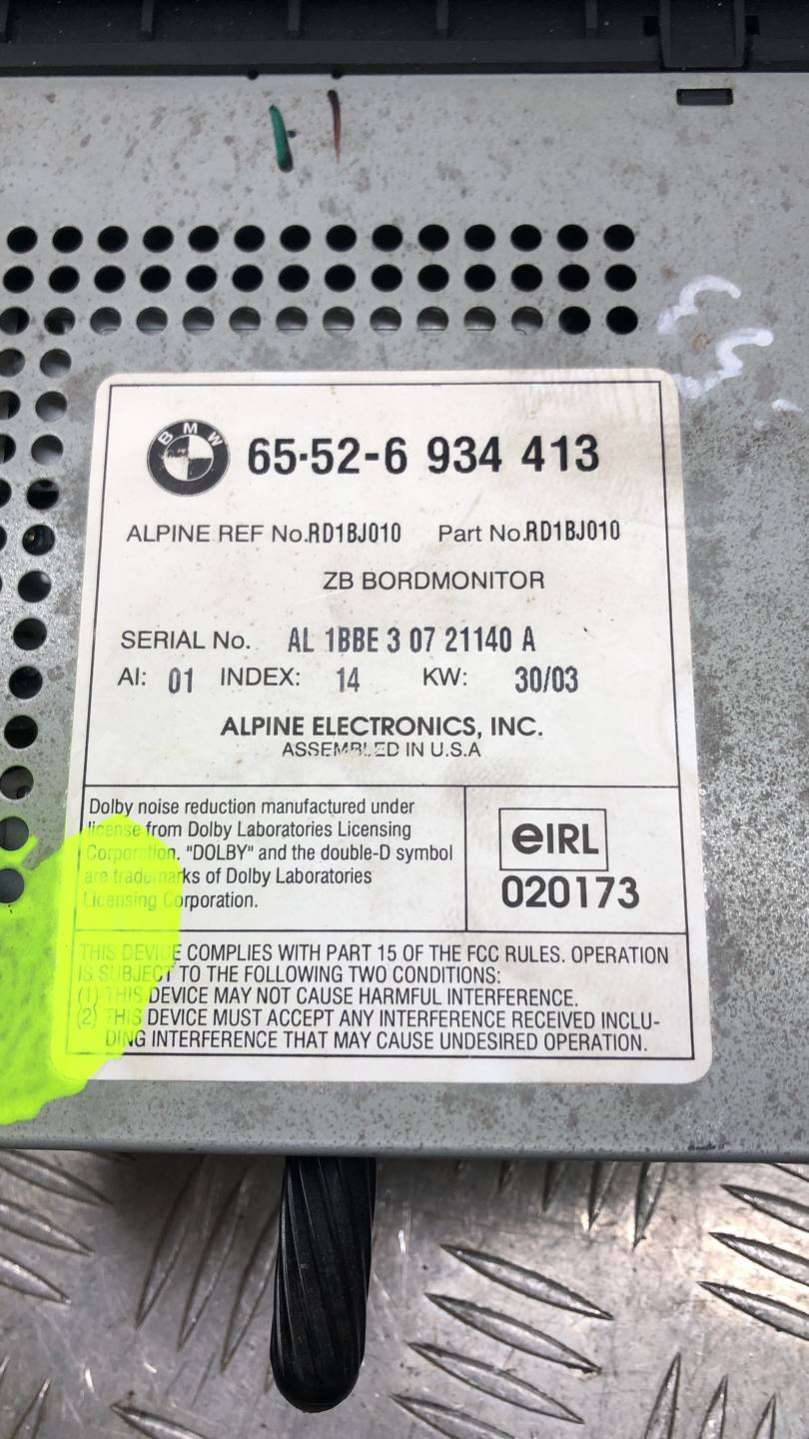 BMW 65-52-6 934 413
ALPINE REF No.RD1BJ010 Part No.RD1BJ010
ZB BORDMONITOR
SERIAL No. AL 1BBE 3 07 21140 A
AI: 01 INDEX: 14 KW: 30/03
ALPINE ELECTRONICS, INC.
ASSEMBLED IN U.S.A
Dolby noise reduction manufactured under
license from Dolby Laboratories Licensing
Corporation. "DOLBY" and the double-D symbol
are trademarks of Dolby Laboratories
Licensing Corporation.
eIRL
020173
THIS DEVICE COMPLIES WITH PART 15 OF THE FCC RULES. OPERATION
IS SUBJECT TO THE FOLLOWING TWO CONDITIONS:
(1) THIS DEVICE MAY NOT CAUSE HARMFUL INTERFERENCE.
(2) THIS DEVICE MUST ACCEPT ANY INTERFERENCE RECEIVED INCLU-
DING INTERFERENCE THAT MAY CAUSE UNDESIRED OPERATION.